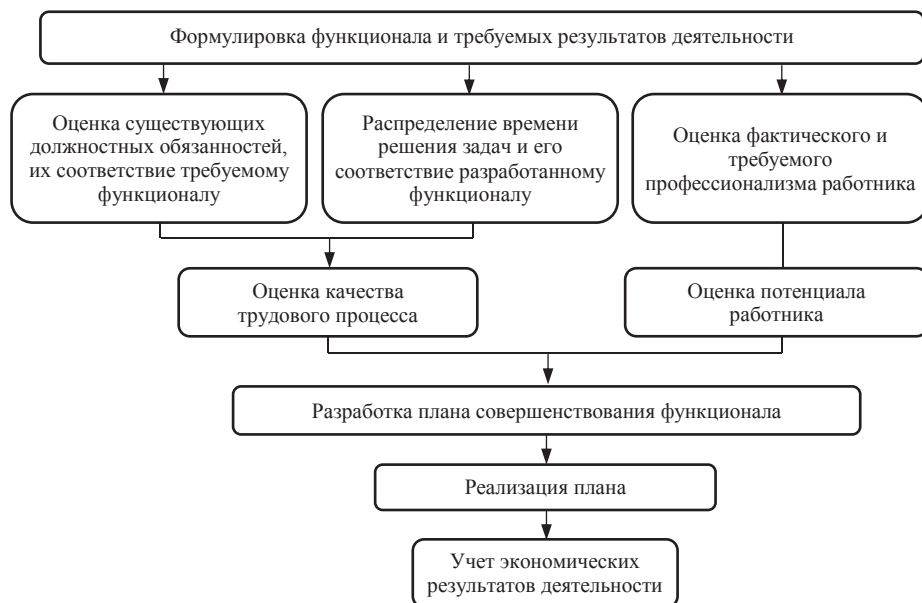 Формулировка функционала и требуемых результатов деятельности
Оценка существующих
должностных обязанностей,
их соответствие требуемому
функционалу
Распределение времени
решения задач и его
соответствие разработанному
функционалу
Оценка фактического и
требуемого
профессионализма работника
Оценка качества
трудового процесса
Оценка потенциала
работника
Разработка плана совершенствования функционала
Реализация плана
Учет экономических
результатов деятельности